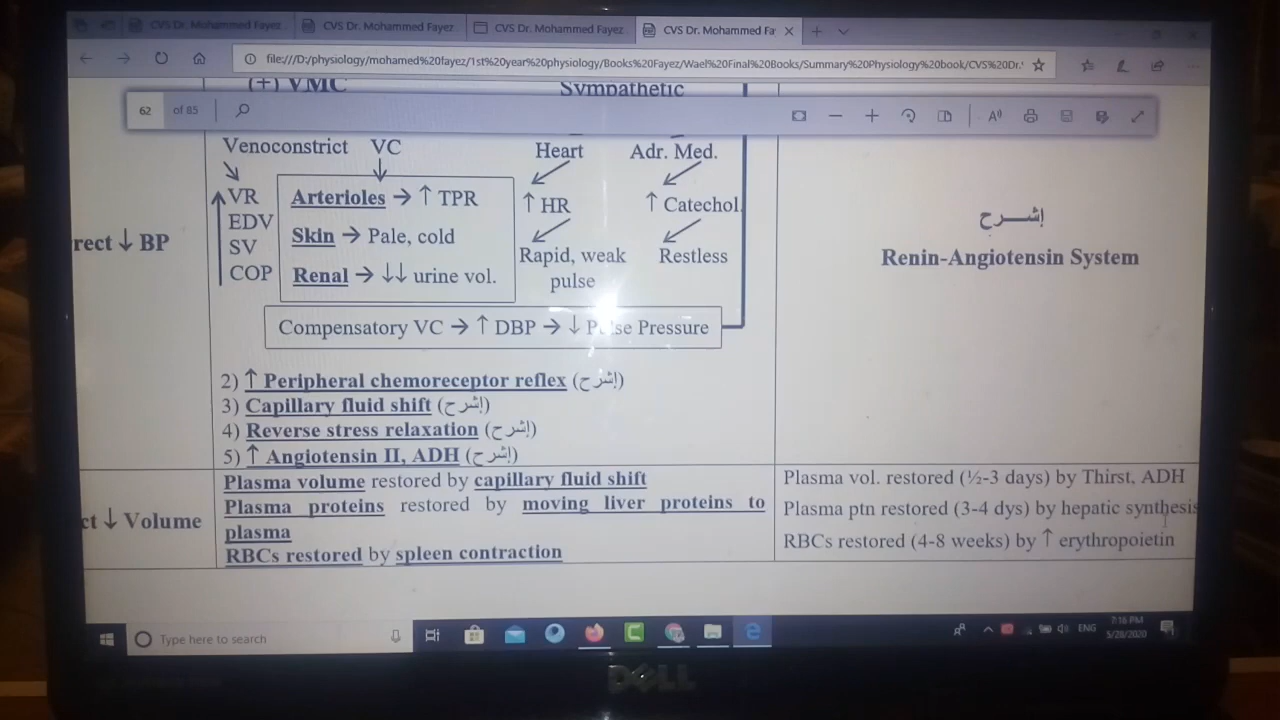 CVS Dr. Mohammed Fayez
CVS Dr. Mohammed Fayez
CVS Dr. Mohammed Fayez
CVS Dr. Mohammed Fa
file:///D:/physiology/mohamed%20fayez/1st%20year%20physiology/Books%20Fayez/Wael%20Final%20Books/Summary%20Physiology%20book/CVS%20Dr.
62 of 85
(+) VMC Sympathetic
Venoconstrict VC Heart Adr. Med.
↑ VR Arterioles → ↑ TPR ↑ HR ↑ Catechol.
EDV
SV Skin → Pale, cold Rapid, weak pulse Restless
COP Renal → ↓↓ urine vol.
Compensatory VC → ↑ DBP → ↓ Pulse Pressure
rect ↓ BP
إشــــرح
Renin-Angiotensin System
2) ↑ Peripheral chemoreceptor reflex (إشرح)
3) Capillary fluid shift (إشرح)
4) Reverse stress relaxation (إشرح)
5) ↑ Angiotensin II, ADH (إشرح)
ct ↓ Volume
Plasma volume restored by capillary fluid shift
Plasma proteins restored by moving liver proteins to
plasma
RBCs restored by spleen contraction
Plasma vol. restored (½-3 days) by Thirst, ADH
Plasma ptn restored (3-4 dys) by hepatic synthesis
RBCs restored (4-8 weeks) by ↑ erythropoietin
Type here to search
ENG
7:16 PM
5/28/2020
DELL